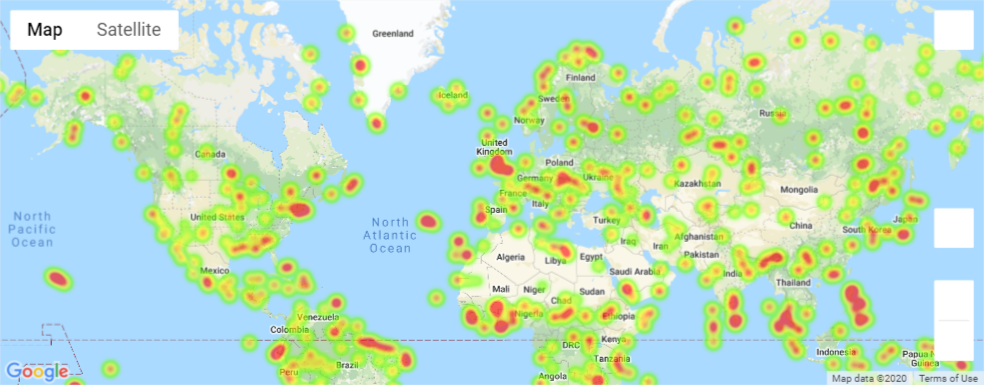 Map Satellite
Greenland
Iceland
Finland
Sweden
Norway
Russia
Canada
United
Kingdom
Poland
Germany
Ukraine
France
Kazakhstan
Mongolia
Italy
Spain
United States
Turkey
China
Japan
South Korea
North
Pacific
Ocean
North
Atlantic
Ocean
Afghanistan
Iraq
Iran
Pakistan
Algeria
Libya
Egypt
Saudi Arabia
India
Mexico
Thailand
Mali
Niger
Chad
Sudan
Nigeria
Ethiopia
Venezuela
Colombia
DRC
Kenya
Indonesia
Papua N
Guinea
Tanzania
Peru
Brazil
Angola
Google
Map data ©2020 Terms of Use